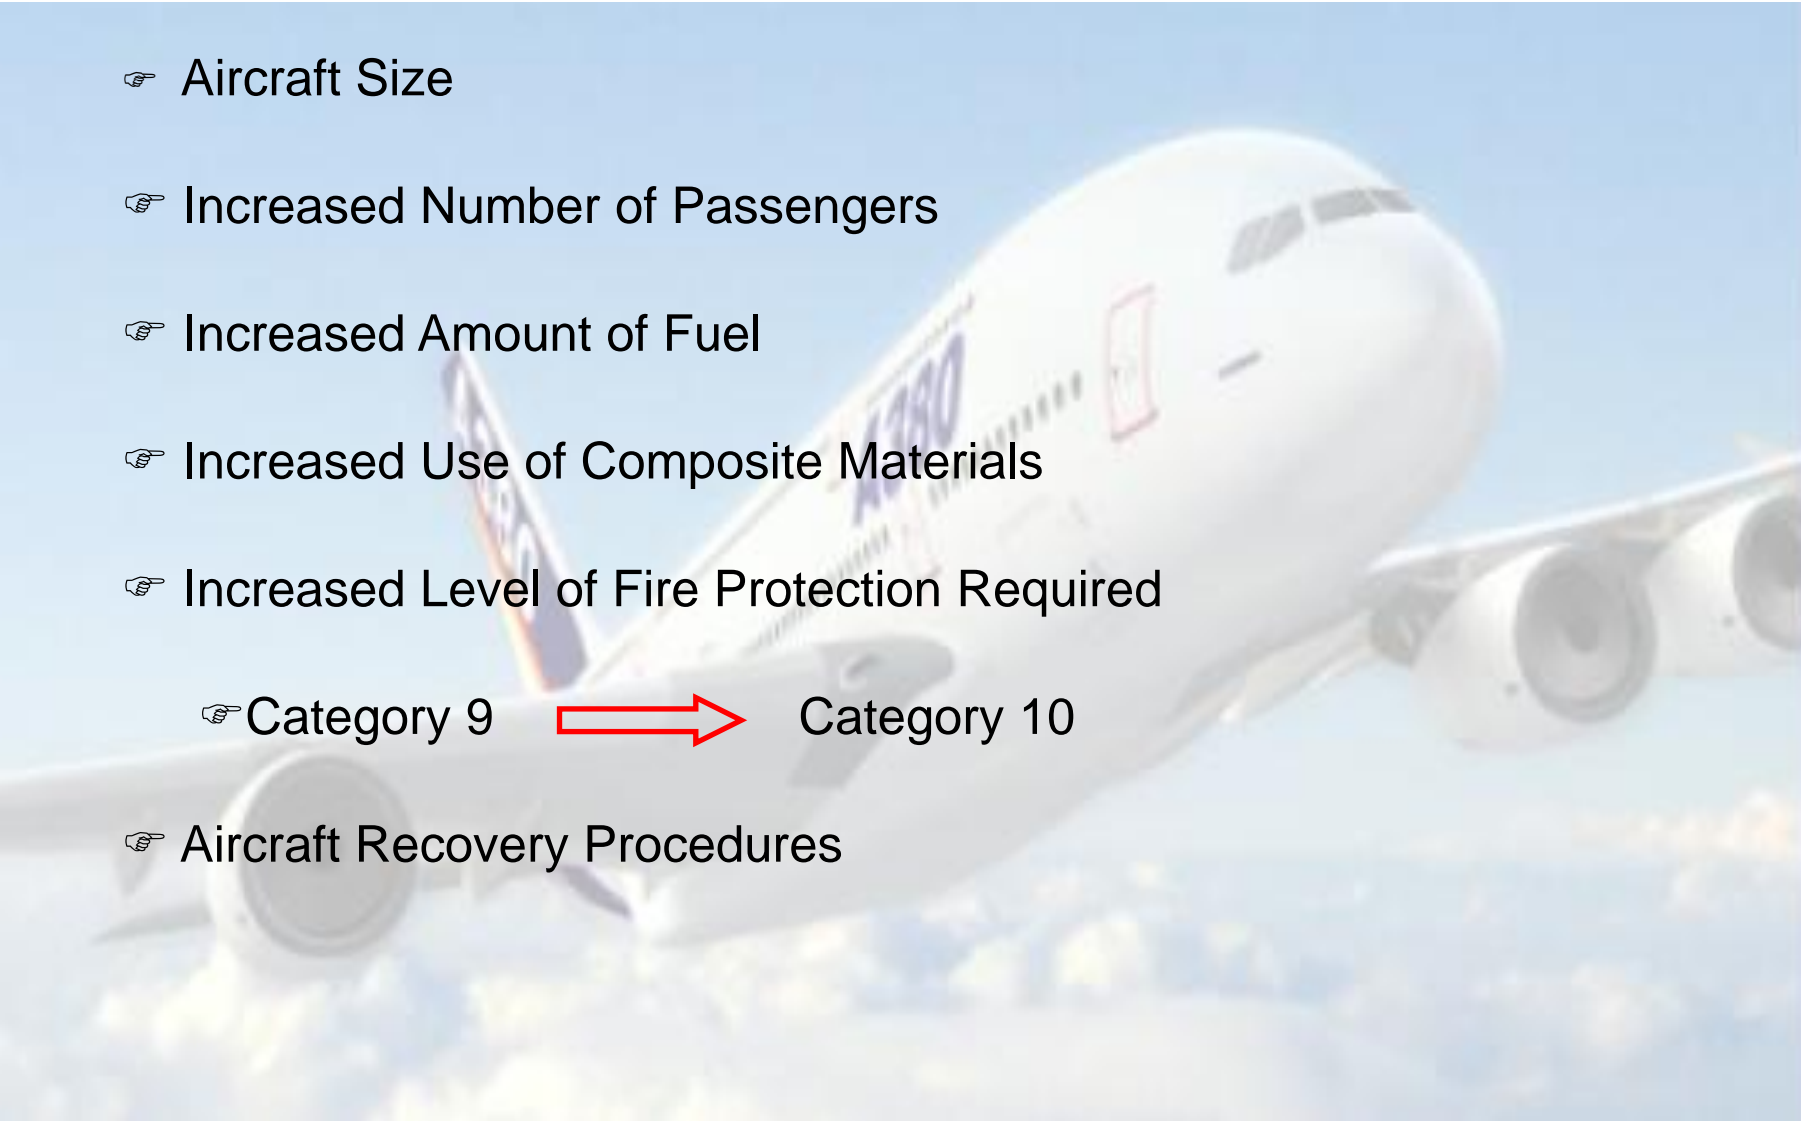 ☞ Aircraft Size
☞ Increased Number of Passengers
☞ Increased Amount of Fuel
A380
☞ Increased Use of Composite Materials
☞ Increased Level of Fire Protection Required
☞Category 9 ⇨ Category 10
☞ Aircraft Recovery Procedures